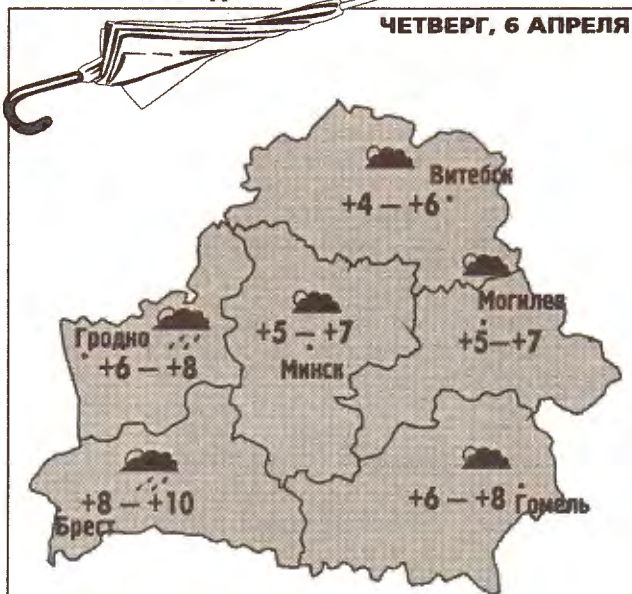 ЧЕТВЕРГ, 6 АПРЕЛЯ
Витебск
+4 — +6
Могилев
+5—+7
+5 — +7
Минск
Гродно
+6 — +8
+8 — +10
Брест
+6 — +8
Гомель